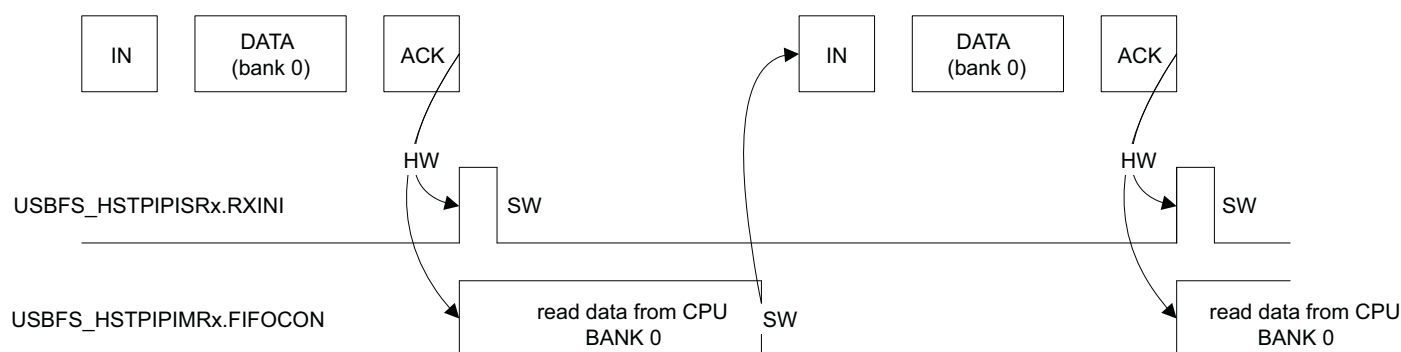 IN
DATA
(bank 0)
ACK
IN
DATA
(bank 0)
ACK
HW
HW
USBFS_HSTPIPISRx.RXINI
SW
SW
USBFS_HSTPIPIMRx.FIFOCON
read data from CPU
BANK 0
SW
read data from CPU
BANK 0